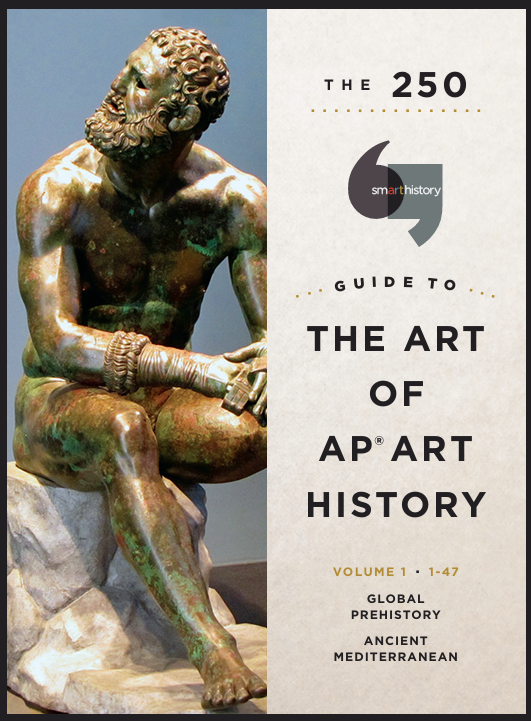 THE 250
smarthistory
GUIDE TO
THE ART
OF
AP® ART
HISTORY
VOLUME 1 • 1-47
GLOBAL
PREHISTORY
ANCIENT
MEDITERRANEAN